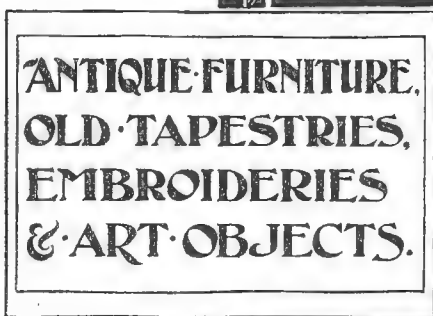 ANTIQUE·FURNITURE,
OLD·TAPESTRIES,
EMBROIDERIES
&·ART·OBJECTS.